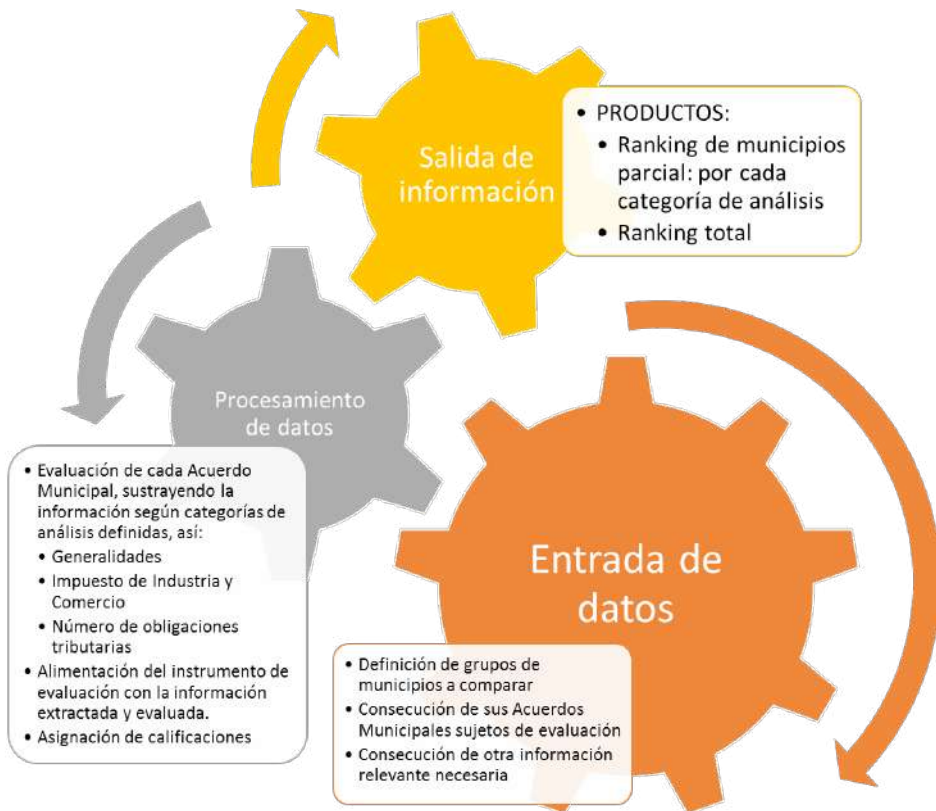 Salida de
información
• PRODUCTOS:
• Ranking de municipios
parcial: por cada
categoría de análisis
• Ranking total
Procesamiento
de datos
• Evaluación de cada Acuerdo
Municipal, sustrayendo la
información según categorías de
análisis definidas, así:
• Generalidades
• Impuesto de Industria y
Comercio
• Número de obligaciones
tributarias
• Alimentación del instrumento de
evaluación con la información
extractada y evaluada.
• Asignación de calificaciones
Entrada de
datos
• Definición de grupos de
municipios a comparar
• Consecución de sus Acuerdos
Municipales sujetos de evaluación
• Consecución de otra información
relevante necesaria